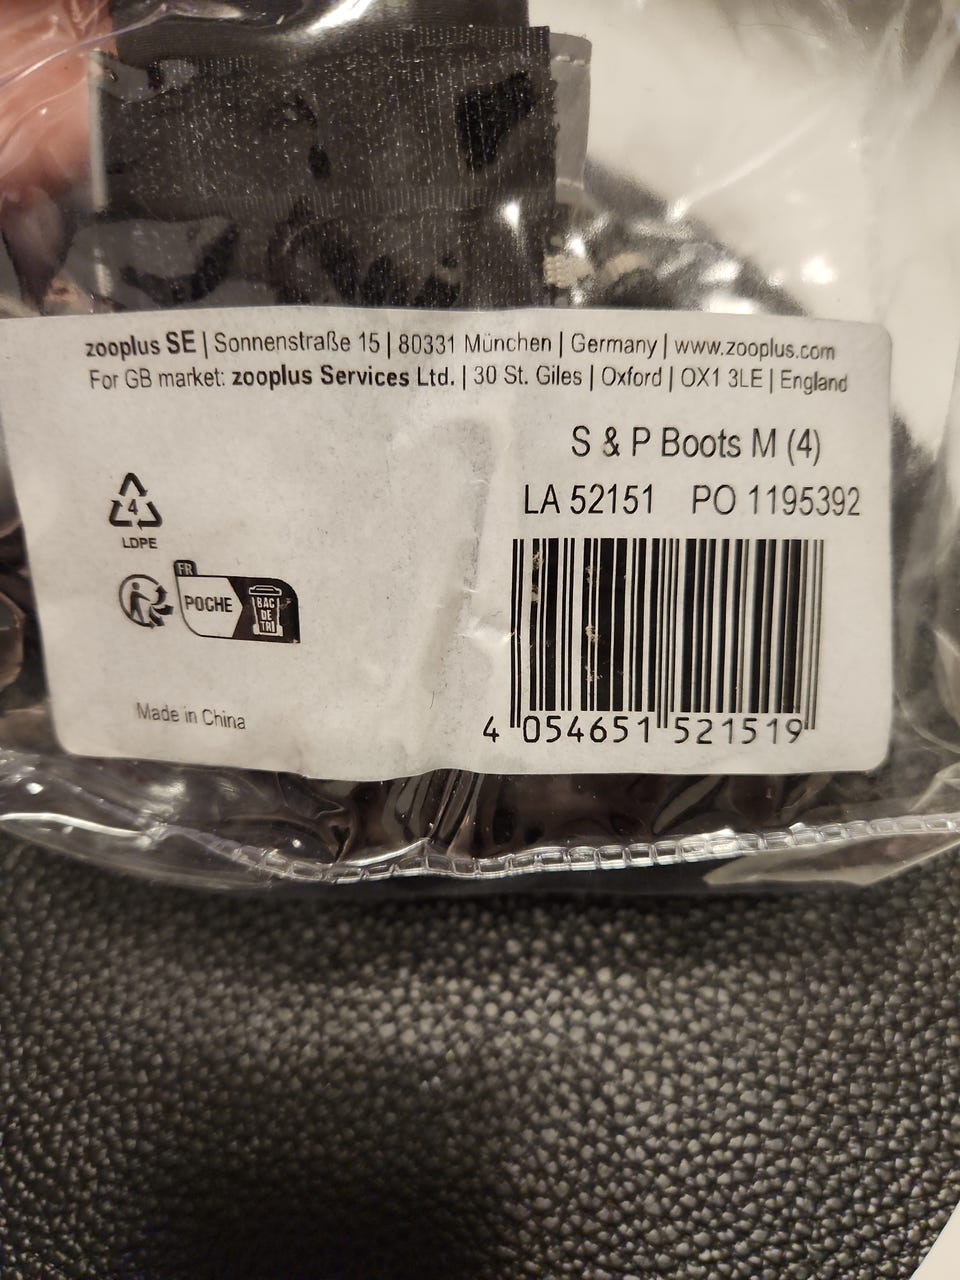 zooplus SE | Sonnenstraße 15 | 80331 München | Germany | www.zooplus.com
For GB market: zooplus Services Ltd. | 30 St. Giles | Oxford | OX1 3LE | England
S & P Boots M (4)
LA 52151 PO 1195392
4
LDPE
FR
POCHE
BAC
DE
TRI
Made in China
4 054651 521519